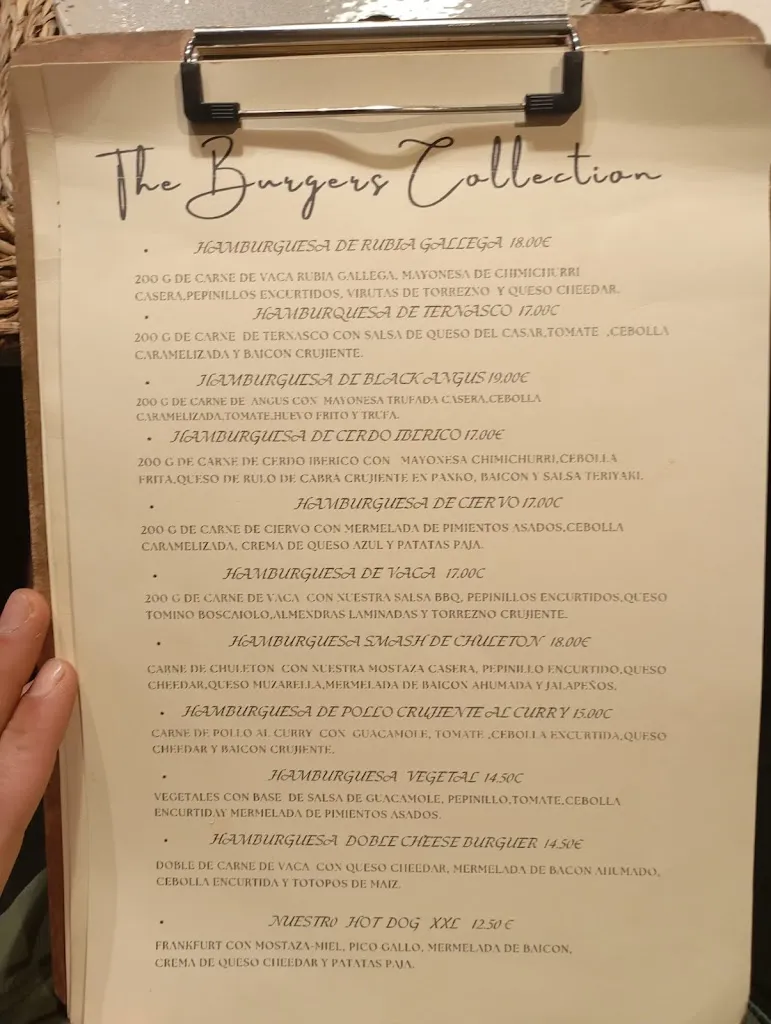 The Burgers Collection
• HAMBURGUESA DE RUBIA GALLEGA 18.00€
200 G DE CARNE DE VACA RUBIA GALLEGA, MAYONESA DE CHIMICHURRI
CASERA,PEPINILLOS ENCURTIDOS, VIRUTAS DE TORREZNO Y QUESO CHEEDAR.
• HAMBURQUESA DE TERNASCO 17.00€
200 G DE CARNE DE TERNASCO CON SALSA DE QUESO DEL CASAR,TOMATE ,CEBOLLA
CARAMELIZADA Y BAICON CRUJIENTE.
• HAMBURGUESA DE BLACK ANGUS 19.00€
200 G DE CARNE DE ANGUS CON MAYONESA TRUFADA CASERA,CEBOLLA
CARAMELIZADA,TOMATE,HUEVO FRITO Y TRUFA.
• HAMBURGUESA DE CERDO IBERICO 17.00€
200 G DE CARNE DE CERDO IBERICO CON MAYONESA CHIMICHURRI,CEBOLLA
FRITA,QUESO DE RULO DE CABRA CRUJIENTE EN PANKO, BAICON Y SALSA TERIYAKI.
• HAMBURGUESA DE CIERVO 17.00€
200 G DE CARNE DE CIERVO CON MERMELADA DE PIMIENTOS ASADOS,CEBOLLA
CARAMELIZADA, CREMA DE QUESO AZUL Y PATATAS PAJA.
• HAMBURGUESA DE VACA 17.00€
200 G DE CARNE DE VACA CON NUESTRA SALSA BBQ, PEPINILLOS ENCURTIDOS,QUESO
TOMINO BOSCAIOLO,ALMENDRAS LAMINADAS Y TORREZNO CRUJIENTE.
• HAMBURGUESA SMASH DE CHULETON 18.00€
CARNE DE CHULETON CON NUESTRA MOSTAZA CASERA, PEPINILLO ENCURTIDO,QUESO
CHEEDAR,QUESO MUZARELLA,MERMELADA DE BAICON AHUMADA Y JALAPEÑOS.
• HAMBURGUESA DE POLLO CRUJIENTE AL CURRY 15.00€
CARNE DE POLLO AL CURRY CON GUACAMOLE, TOMATE ,CEBOLLA ENCURTIDA,QUESO
CHEEDAR Y BAICON CRUJIENTE.
• HAMBURGUESA VEGETAL 14.50€
VEGETALES CON BASE DE SALSA DE GUACAMOLE, PEPINILLO,TOMATE,CEBOLLA
ENCURTIDAY MERMELADA DE PIMIENTOS ASADOS.
• HAMBURGUESA DOBLE CHEESE BURGUER 14.50€
DOBLE DE CARNE DE VACA CON QUESO CHEEDAR, MERMELADA DE BACON AHUMADO,
CEBOLLA ENCURTIDA Y TOTOPOS DE MAIZ.
• NUESTRO HOT DOG XXL 12.50 €
FRANKFURT CON MOSTAZA-MIEL, PICO GALLO, MERMELADA DE BAICON,
CREMA DE QUESO CHEEDAR Y PATATAS PAJA.